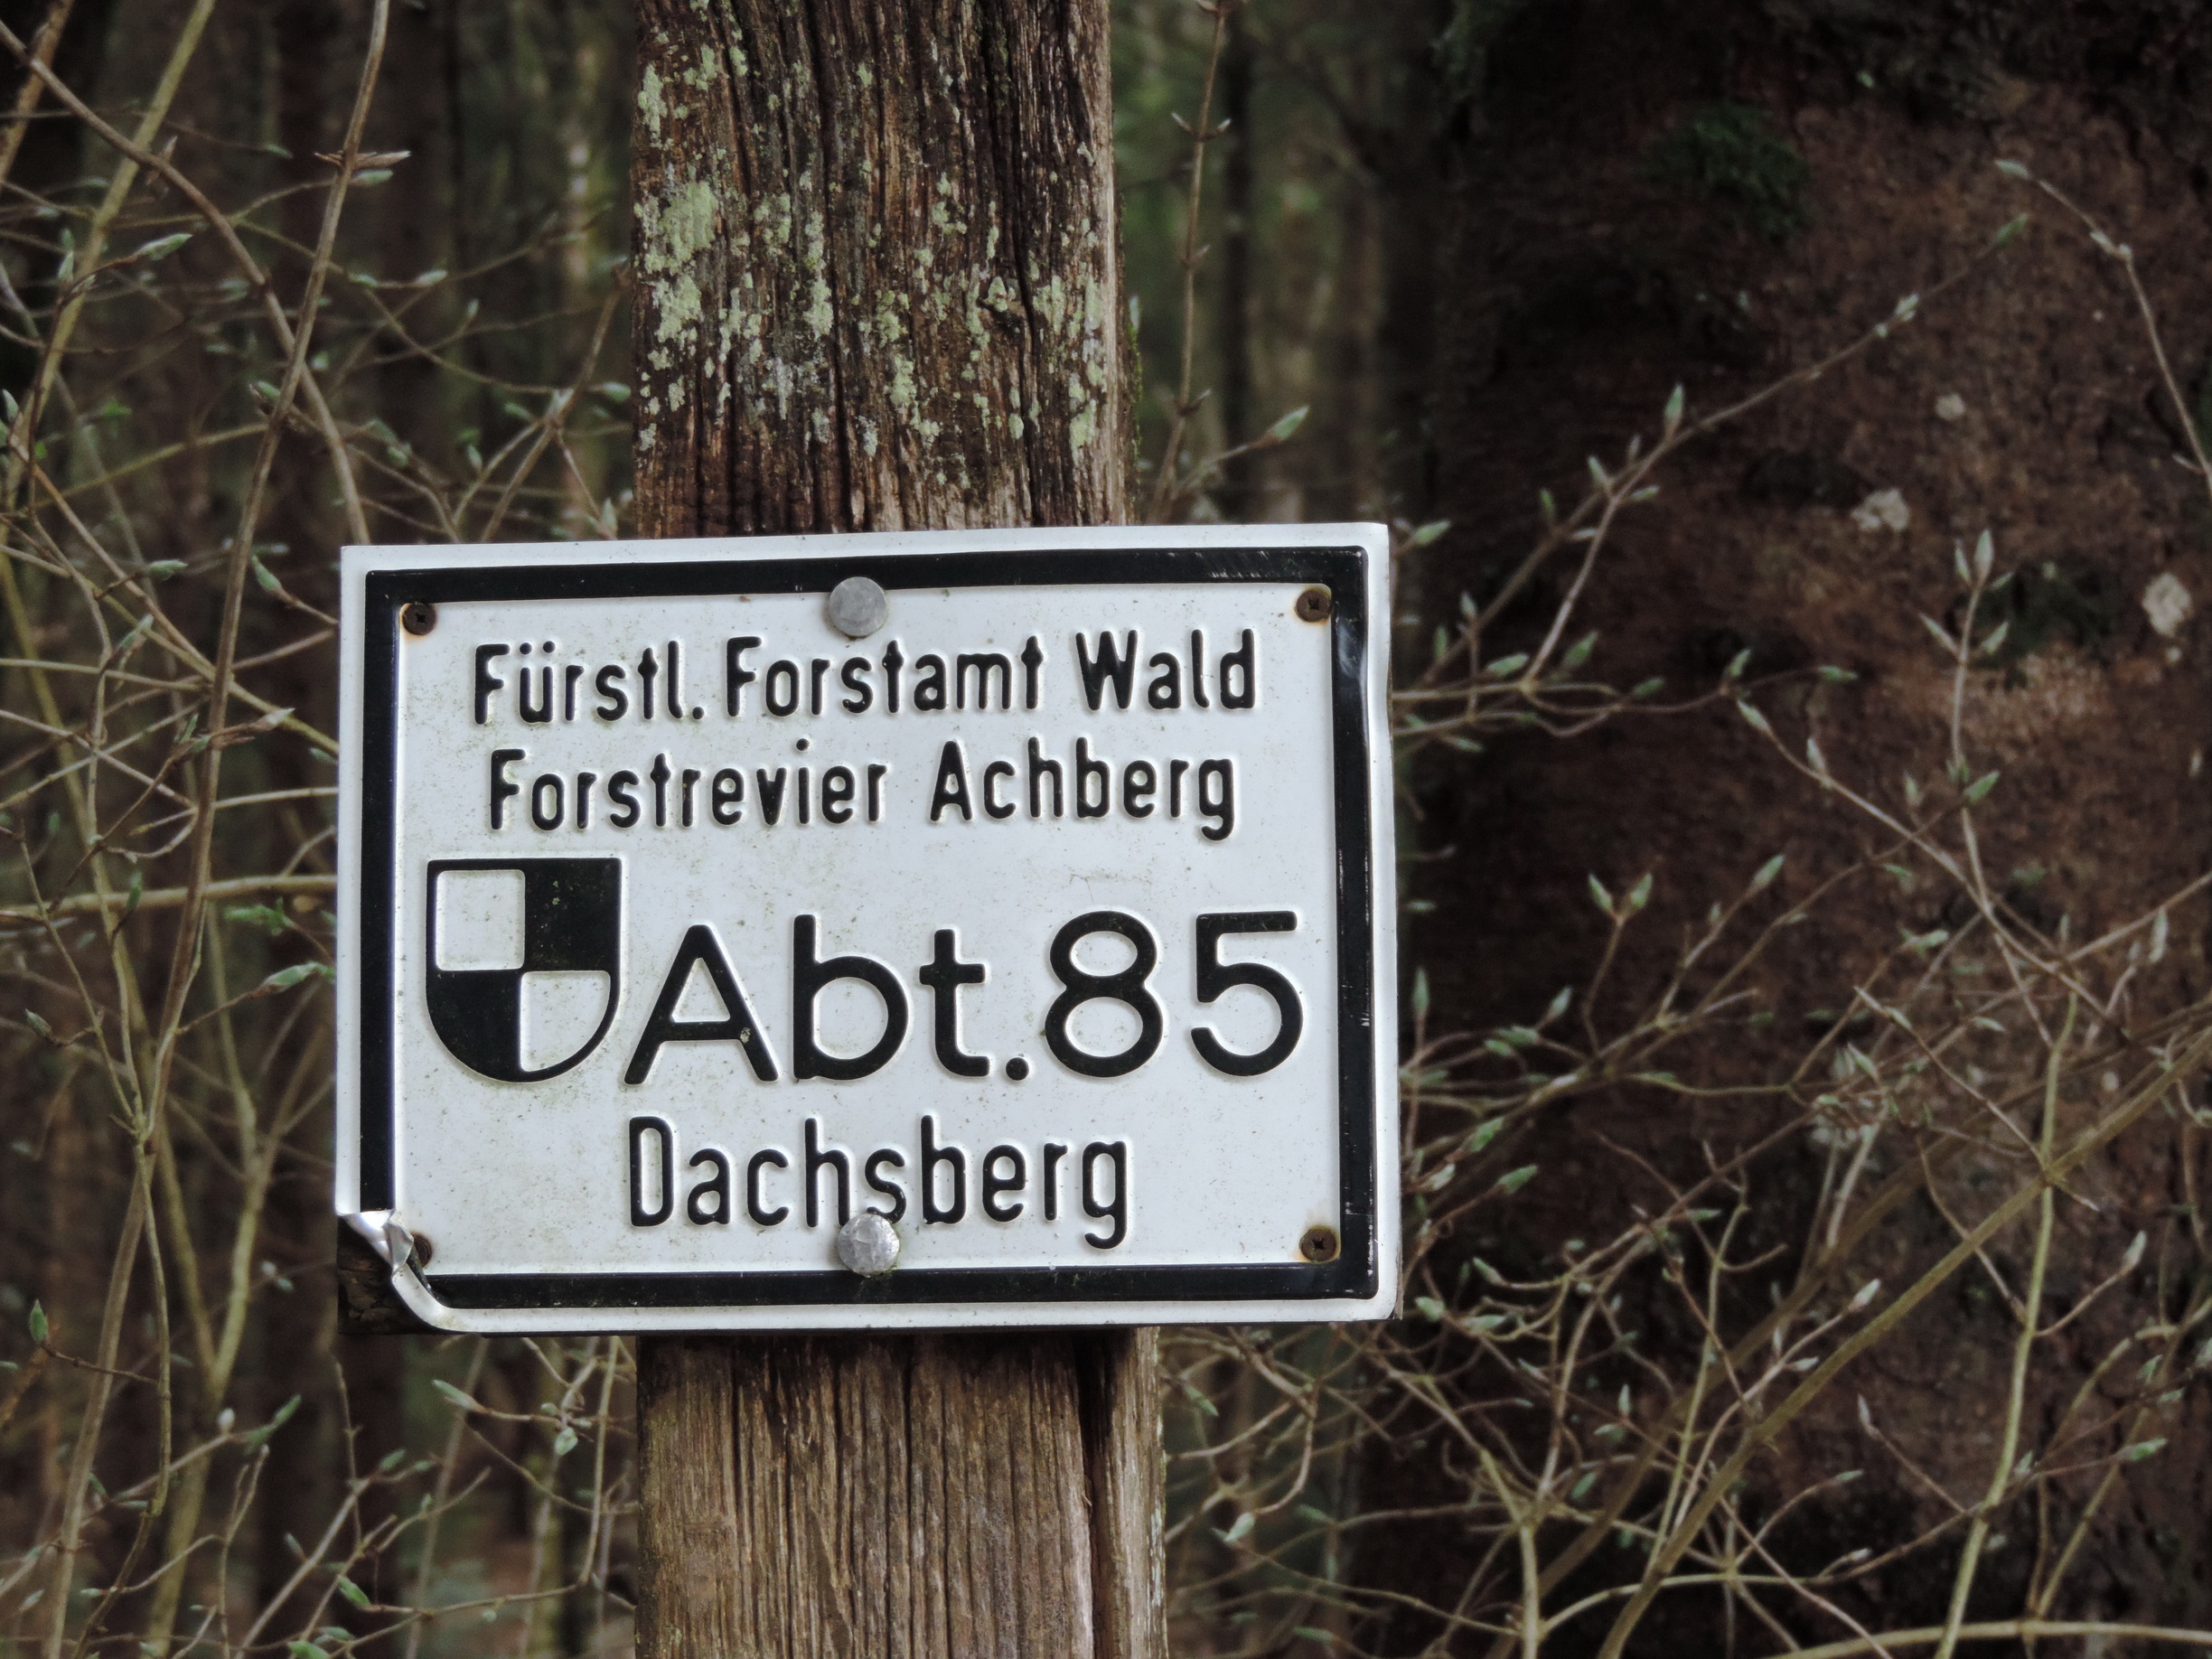 Fürstl. Forstamt Wald
Forstrevier Achberg
Abt. 85
Dachsberg